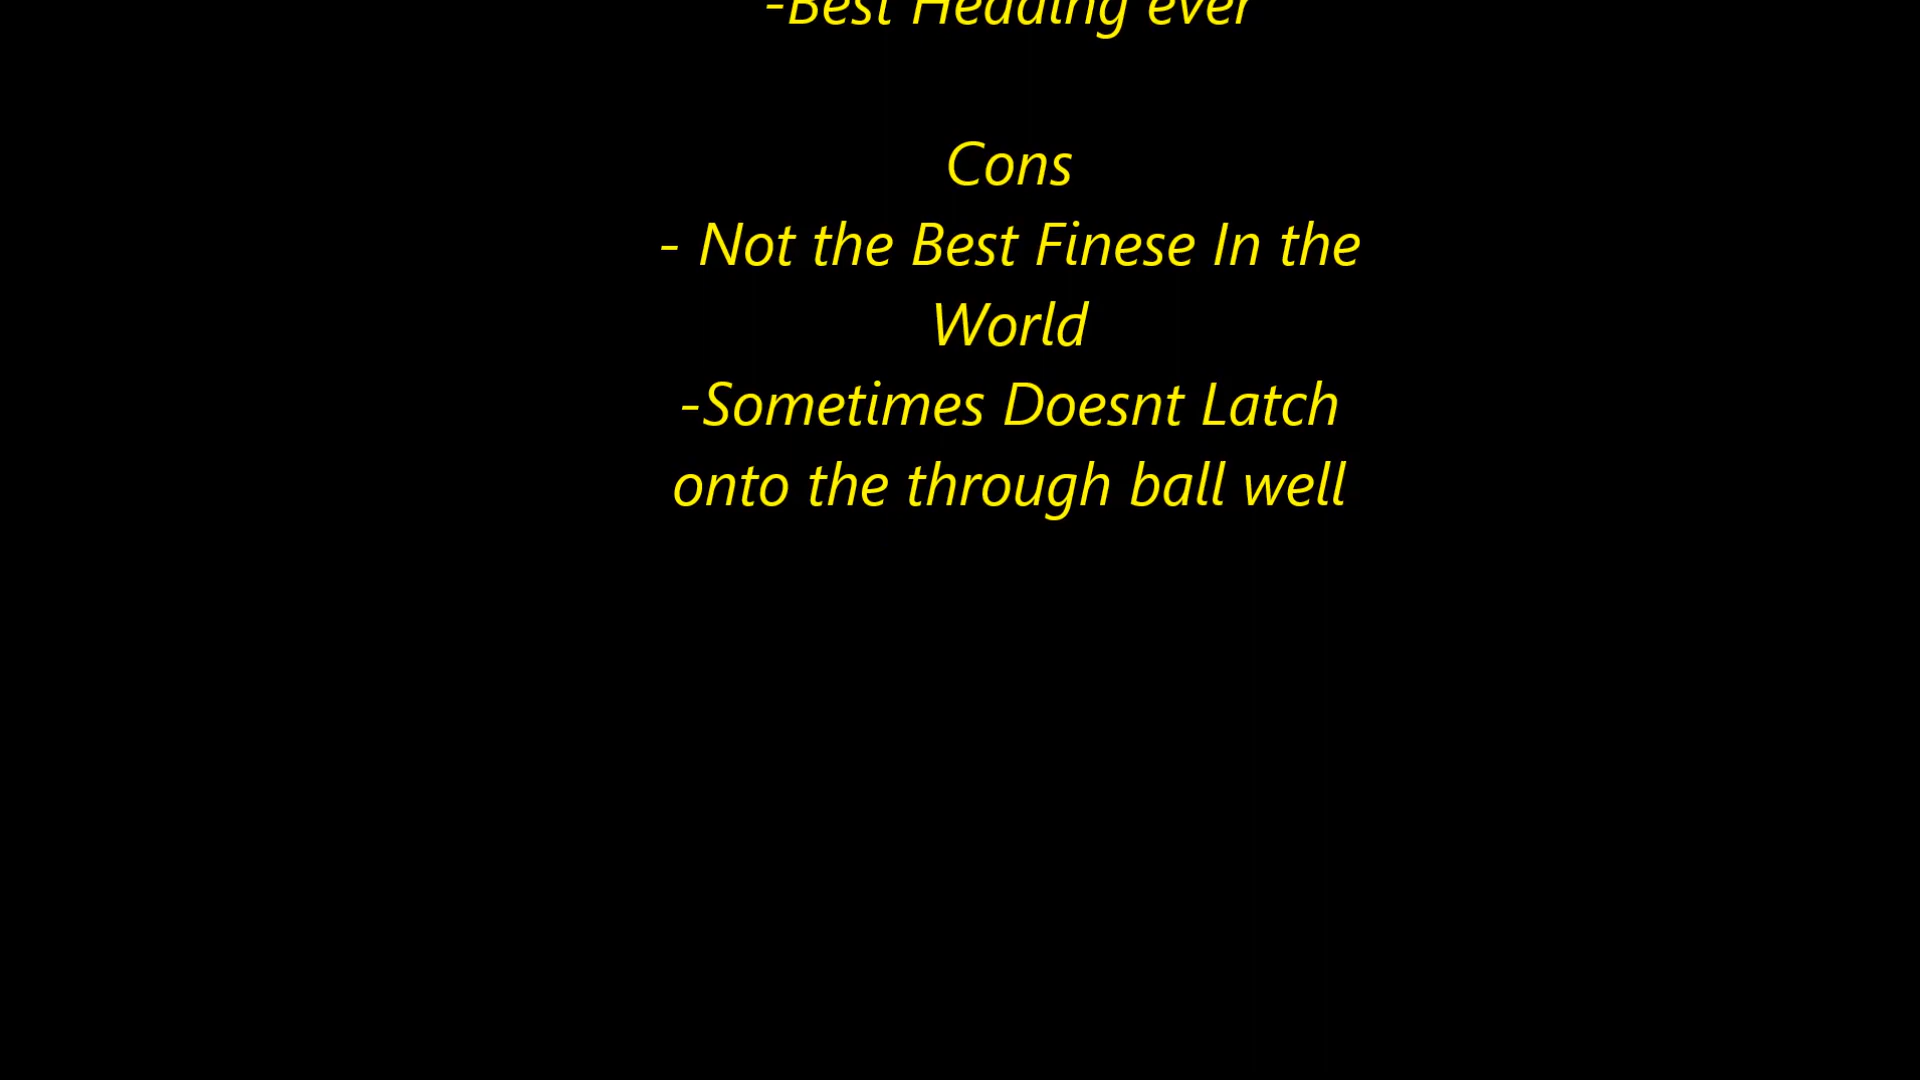 -Best Heading ever
Cons
- Not the Best Finese In the
World
-Sometimes Doesnt Latch
onto the through ball well